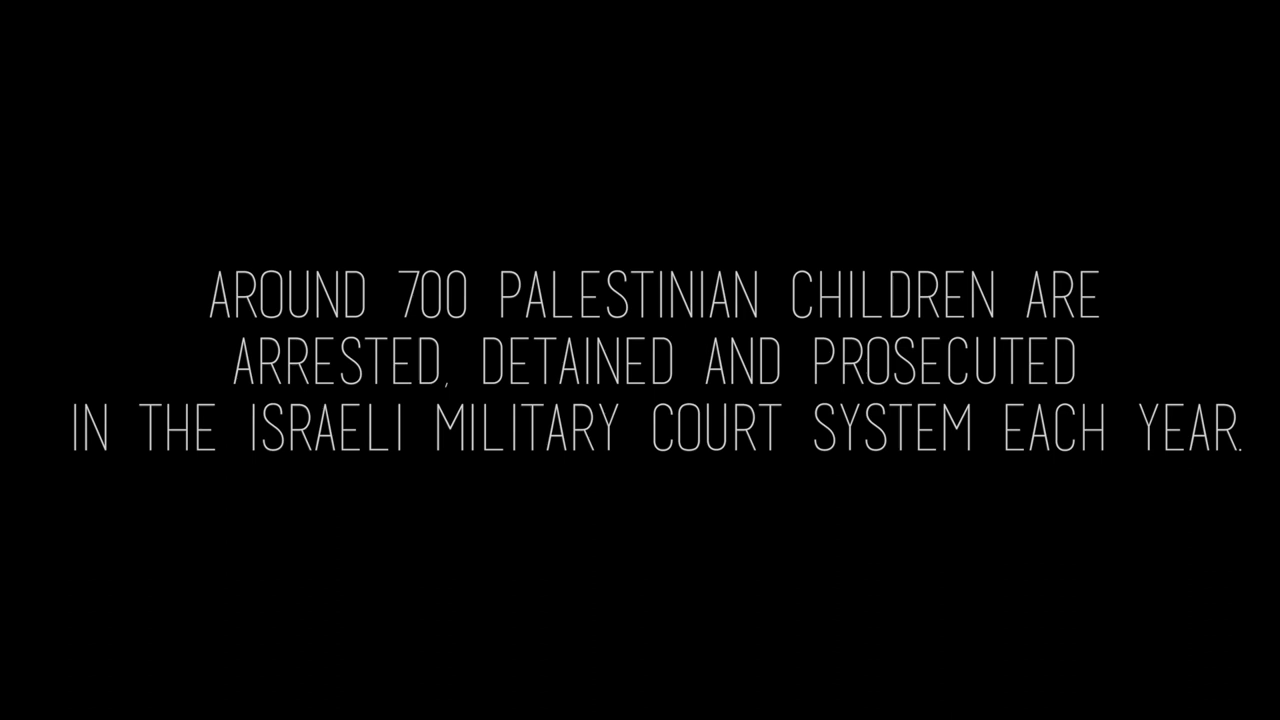 AROUND 700 PALESTINIAN CHILDREN ARE
ARRESTED, DETAINED AND PROSECUTED
IN THE ISRAELI MILITARY COURT SYSTEM EACH YEAR.